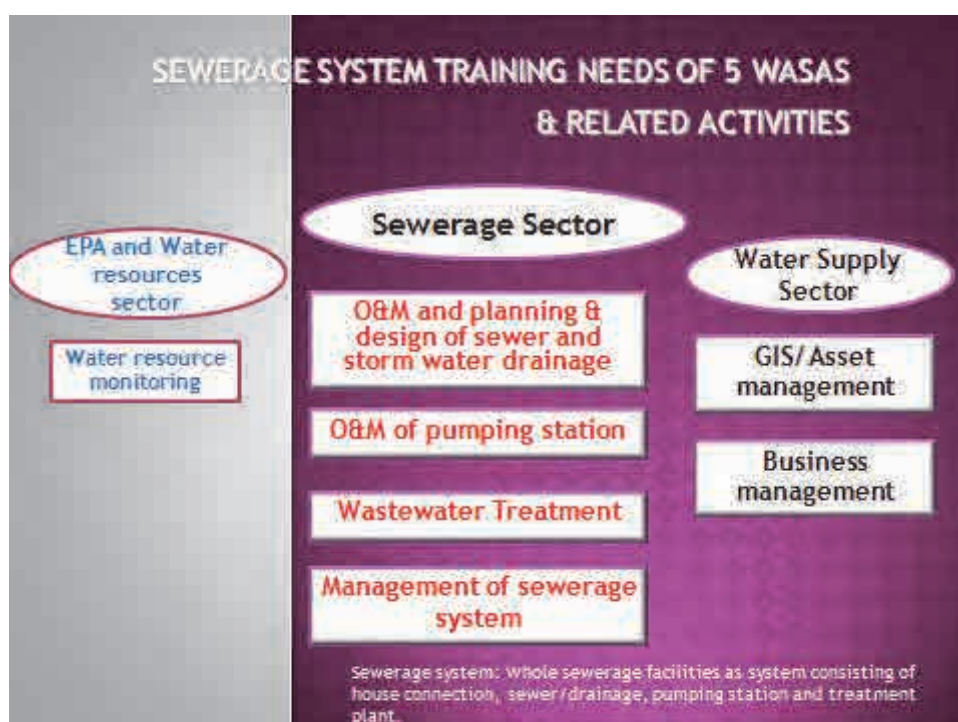 SEWERAGE SYSTEM TRAINING NEEDS OF 5 WASAS
& RELATED ACTIVITIES
EPA and Water
resources
sector
Water resource
monitoring
Sewerage Sector
O&M and planning &
design of sewer and
storm water drainage
O&M of pumping station
Wastewater Treatment
Management of sewerage
system
Water Supply
Sector
GIS/Asset
management
Business
management
Sewerage system: Whole sewerage facilities as system consisting of
house connection, sewer/drainage, pumping station and treatment
plant.